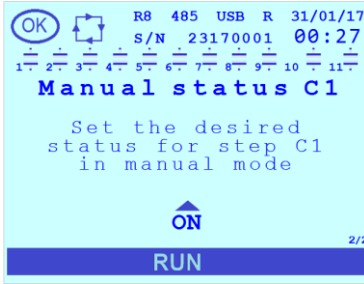 OK R8 485 USB R 31/01/17
S/N 23170001 00:27
1 2 3 4 5 6 7 8 9 10 11
Manual status C1
Set the desired
status for step C1
in manual mode
ON
2/2
RUN